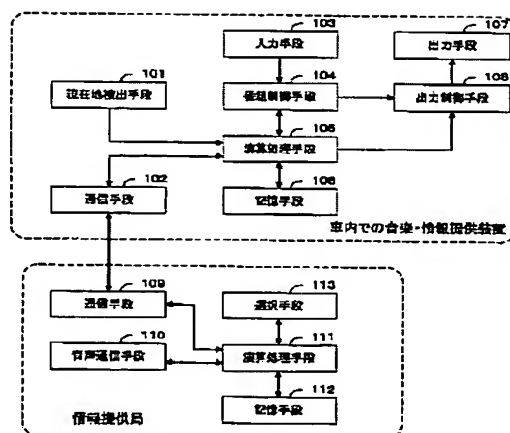 103
入力手段
107
出力手段
101
現在地検出手段
104
番組制御手段
108
出力制御手段
105
演算処理手段
102
通信手段
106
記憶手段
車内での音楽・情報提供装置
109
通信手段
113
選択手段
110
音声通信手段
111
演算処理手段
112
記憶手段
情報提供局